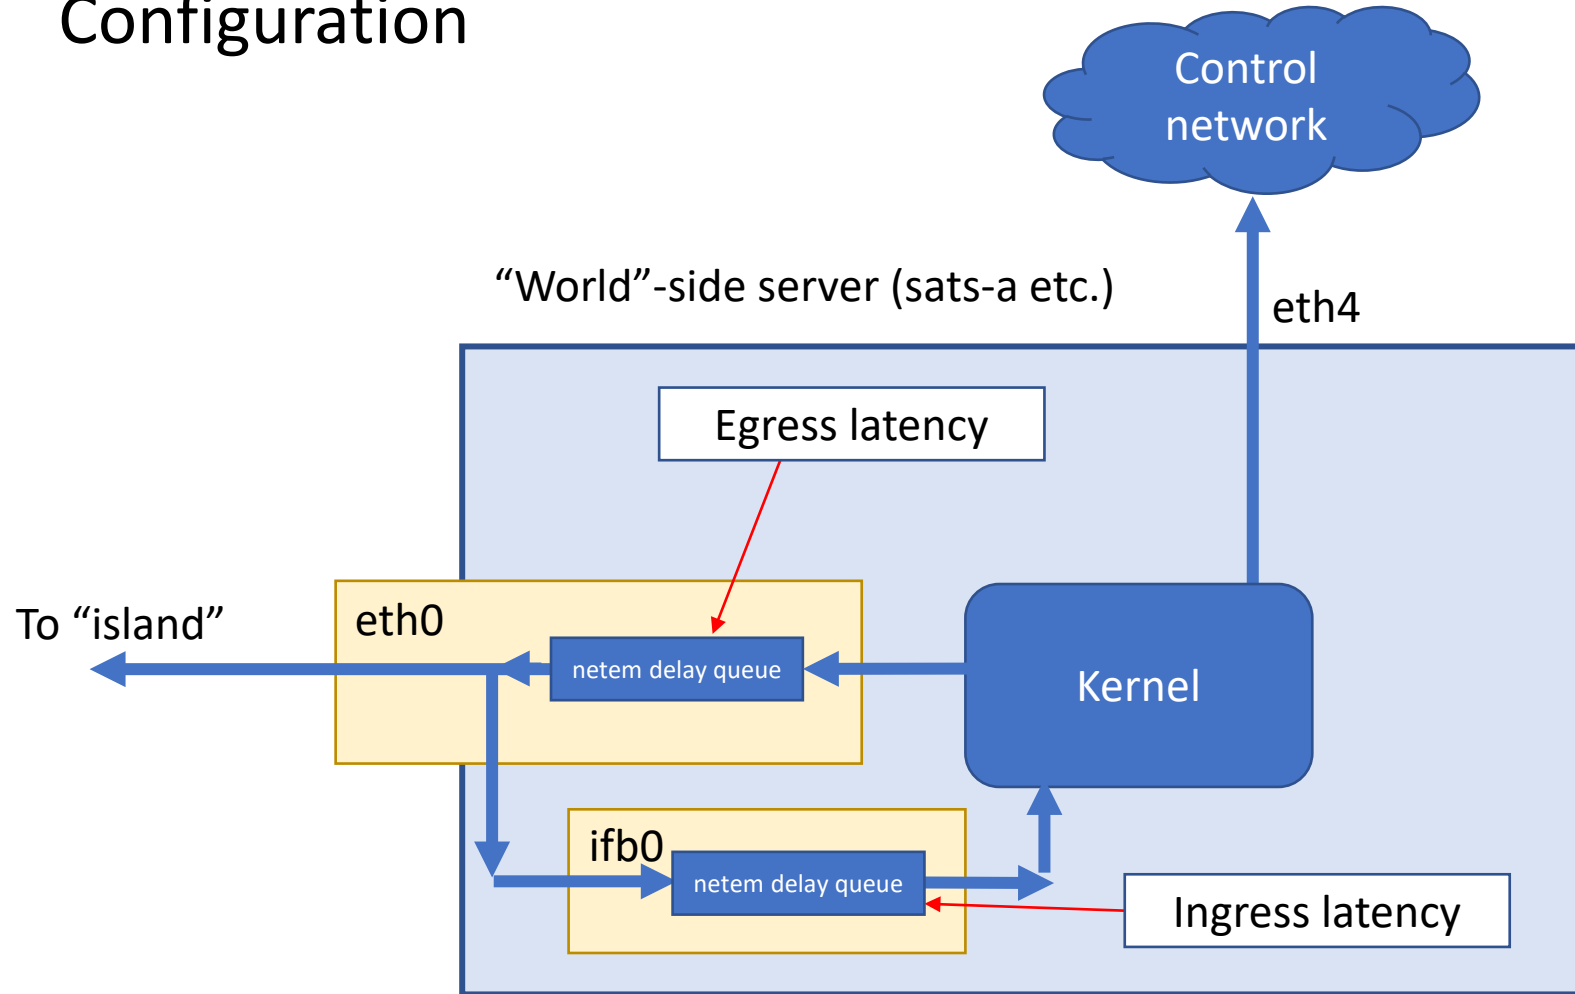 Configuration
Control
network
“World”-side server (sats-a etc.)
eth4
Egress latency
To “island”
eth0
netem delay queue
Kernel
ifb0
netem delay queue
Ingress latency